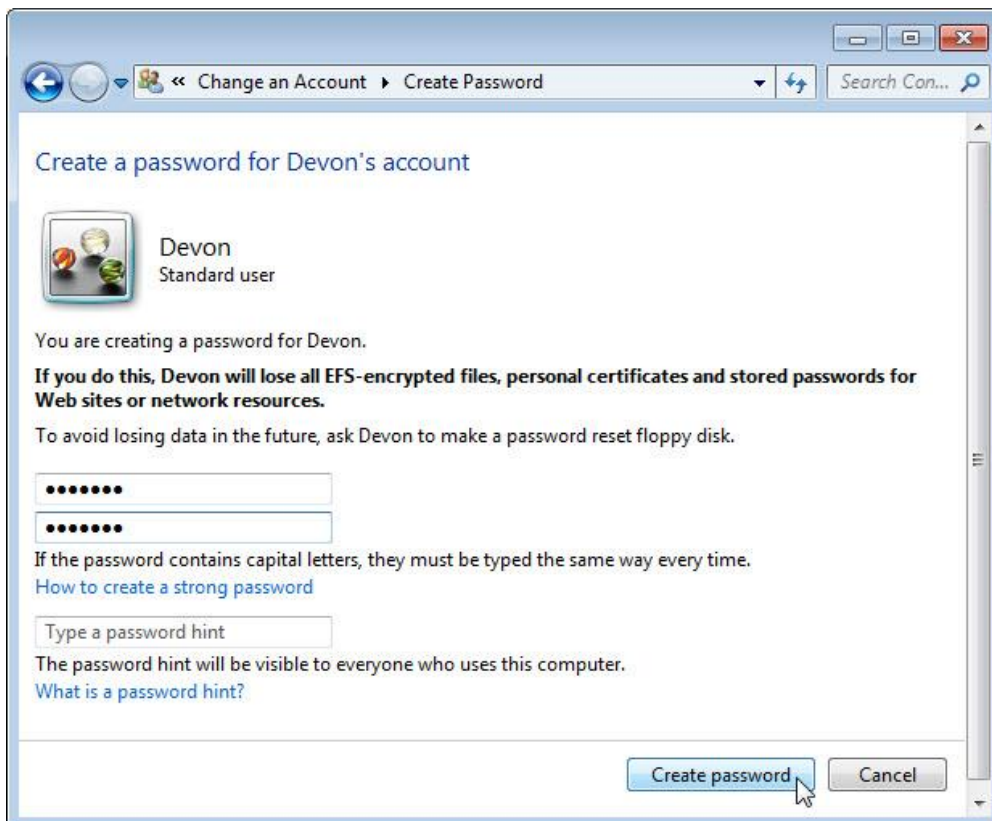 « Change an Account ▸ Create Password
Search Con...
Create a password for Devon's account
Devon
Standard user
You are creating a password for Devon.
If you do this, Devon will lose all EFS-encrypted files, personal certificates and stored passwords for
Web sites or network resources.
To avoid losing data in the future, ask Devon to make a password reset floppy disk.
●●●●●●●
●●●●●●●
If the password contains capital letters, they must be typed the same way every time.
How to create a strong password
Type a password hint
The password hint will be visible to everyone who uses this computer.
What is a password hint?
Create password
Cancel